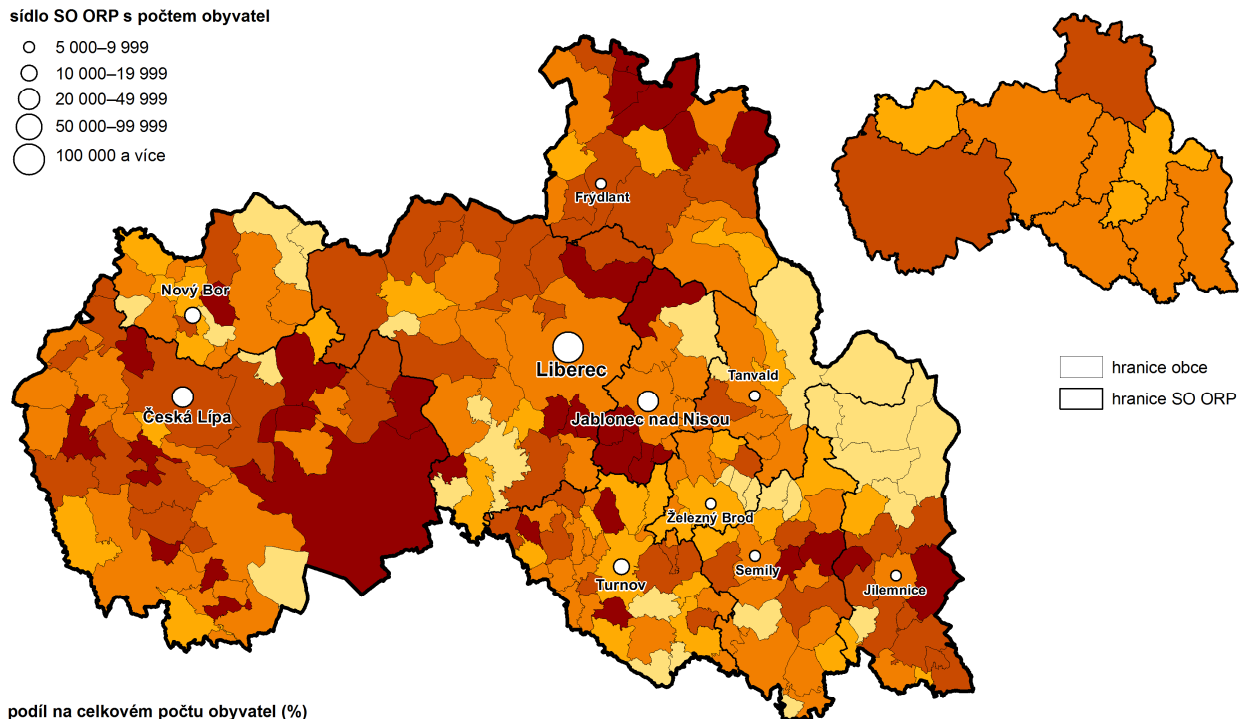 sídlo SO ORP s počtem obyvatel
5 000–9 999
10 000–19 999
20 000–49 999
50 000–99 999
100 000 a více
Frýdlant
Nový Bor
Liberec
Tanvald
hranice obce
hranice SO ORP
Česká Lípa
Jablonec nad Nisou
Železný Brod
Semily
Turnov
Jilemnice
podíl na celkovém počtu obyvatel (%)